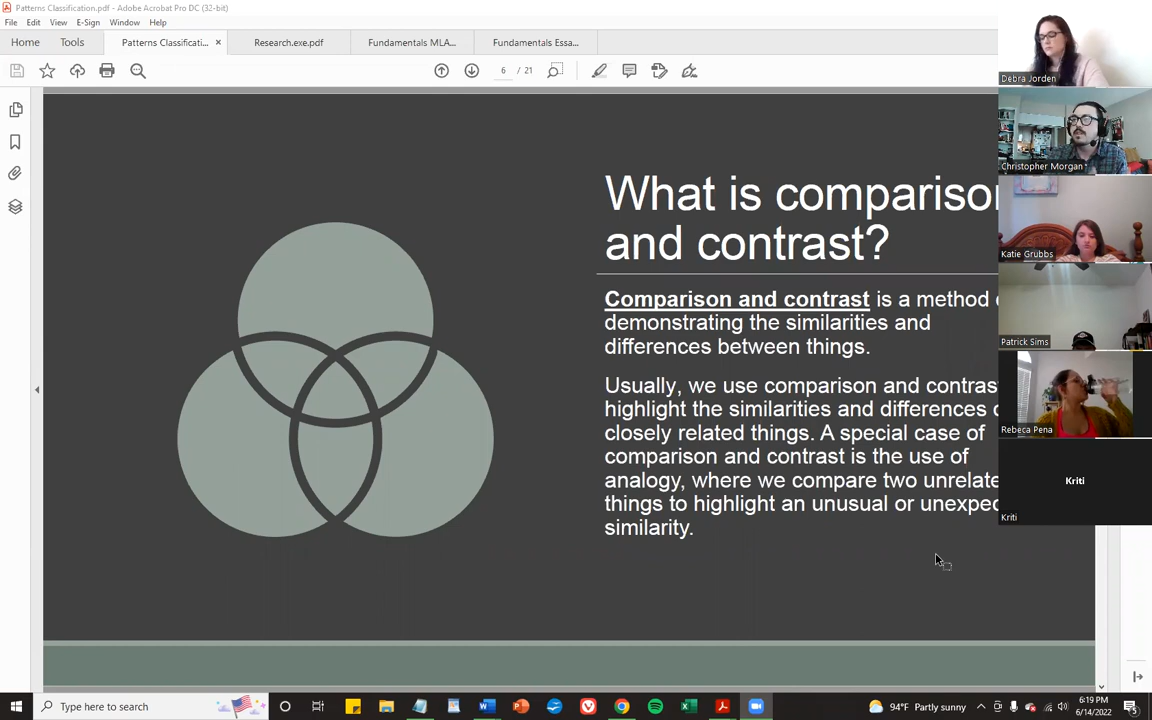 Patterns Classification.pdf - Adobe Acrobat Pro DC (32-bit)
File Edit View E-Sign Window Help
Home Tools Patterns Classificati... × Research.exe.pdf Fundamentals MLA... Fundamentals Essa...
6 / 21
What is compariso
and contrast?
Comparison and contrast is a method
demonstrating the similarities and
differences between things.
Usually, we use comparison and contras
highlight the similarities and differences
closely related things. A special case of
comparison and contrast is the use of
analogy, where we compare two unrelate
things to highlight an unusual or unexpec
similarity.
Debra Jorden
Christopher Morgan
Katie Grubbs
Patrick Sims
Rebeca Pena
Kriti
Kriti
Type here to search
94°F Partly sunny
6:19 PM
6/14/2022
5